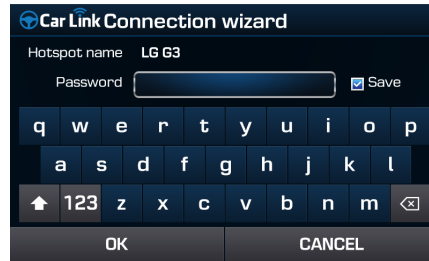 Car Link Connection wizard
Hotspot name LG G3
Password Save
q w e r t y u i o p
a s d f g h j k l
123 z x c v b n m
OK CANCEL